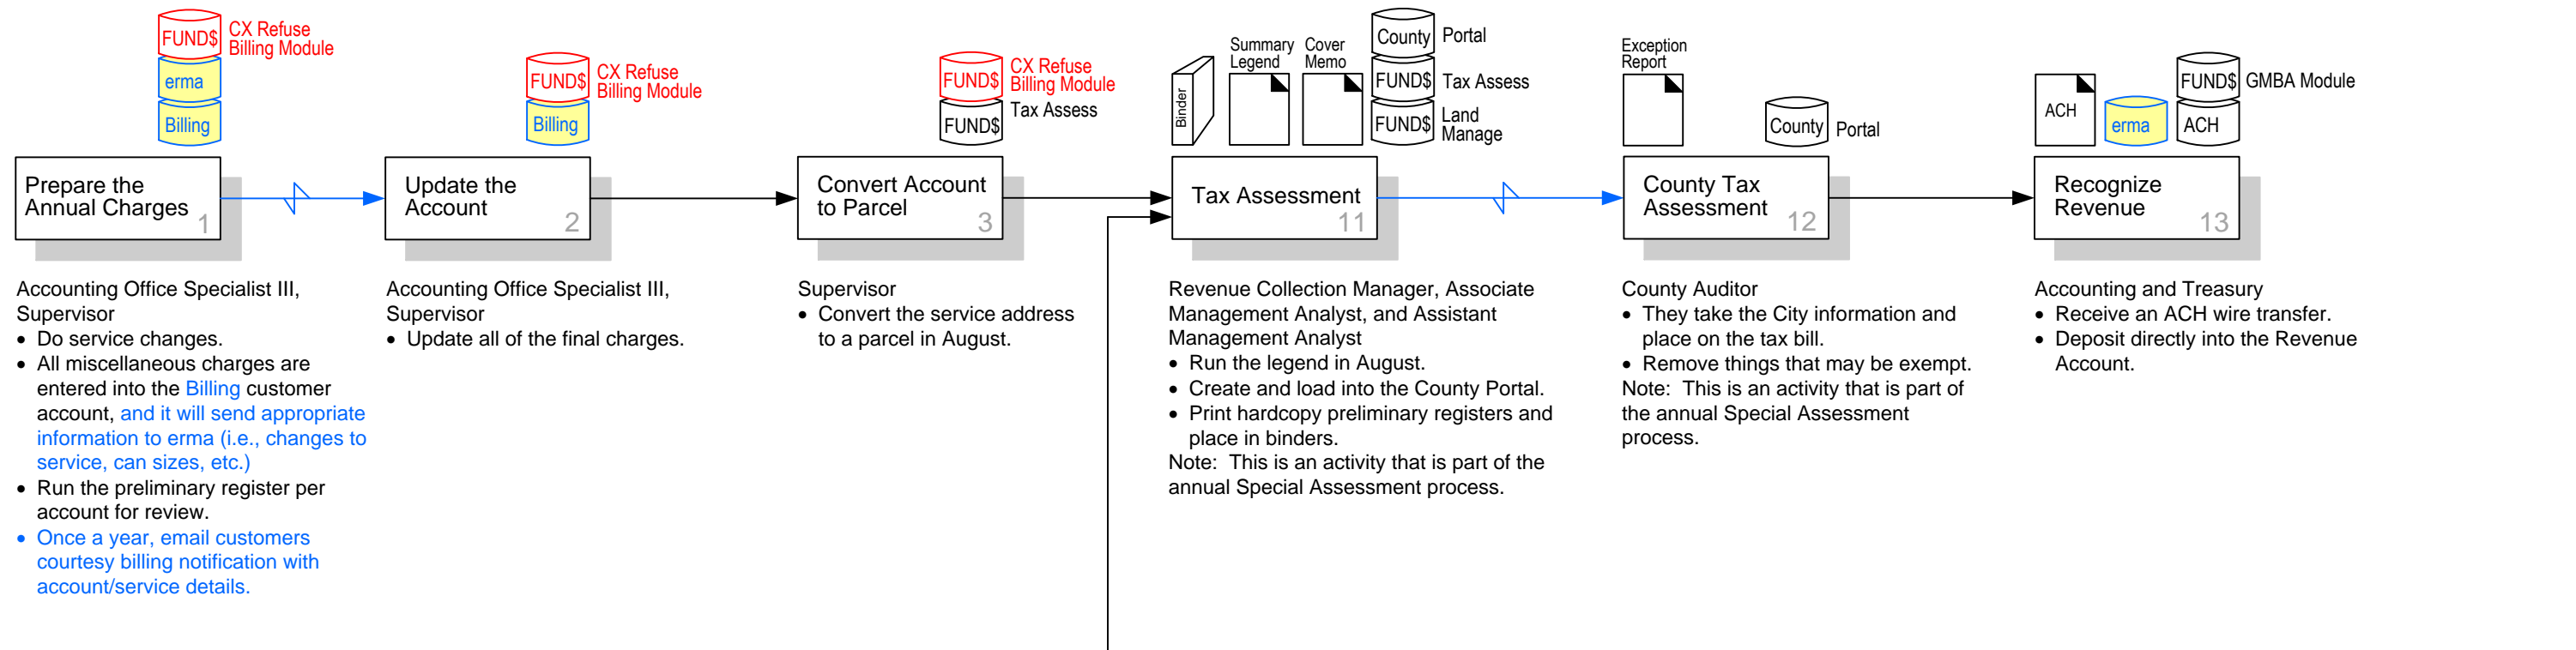 FUND$
CX Refuse
Billing Module
erma
Billing
Prepare the
Annual Charges
1
Accounting Office Specialist III,
Supervisor
• Do service changes.
• All miscellaneous charges are
entered into the Billing customer
account, and it will send appropriate
information to erma (i.e., changes to
service, can sizes, etc.)
• Run the preliminary register per
account for review.
• Once a year, email customers
courtesy billing notification with
account/service details.
FUND$
CX Refuse
Billing Module
Billing
Update the
Account
2
Accounting Office Specialist III,
Supervisor
• Update all of the final charges.
FUND$
CX Refuse
Billing Module
FUND$
Tax Assess
Convert Account
to Parcel
3
Supervisor
• Convert the service address
to a parcel in August.
Binder
Summary
Legend
Cover
Memo
County
Portal
FUND$
Tax Assess
FUND$
Land
Manage
Tax Assessment
11
Revenue Collection Manager, Associate
Management Analyst, and Assistant
Management Analyst
• Run the legend in August.
• Create and load into the County Portal.
• Print hardcopy preliminary registers and
place in binders.
Note: This is an activity that is part of the
annual Special Assessment process.
Exception
Report
County
Portal
County Tax
Assessment
12
County Auditor
• They take the City information and
place on the tax bill.
• Remove things that may be exempt.
Note: This is an activity that is part of
the annual Special Assessment
process.
ACH
erma
FUND$
GMBA Module
ACH
Recognize
Revenue
13
Accounting and Treasury
• Receive an ACH wire transfer.
• Deposit directly into the Revenue
Account.